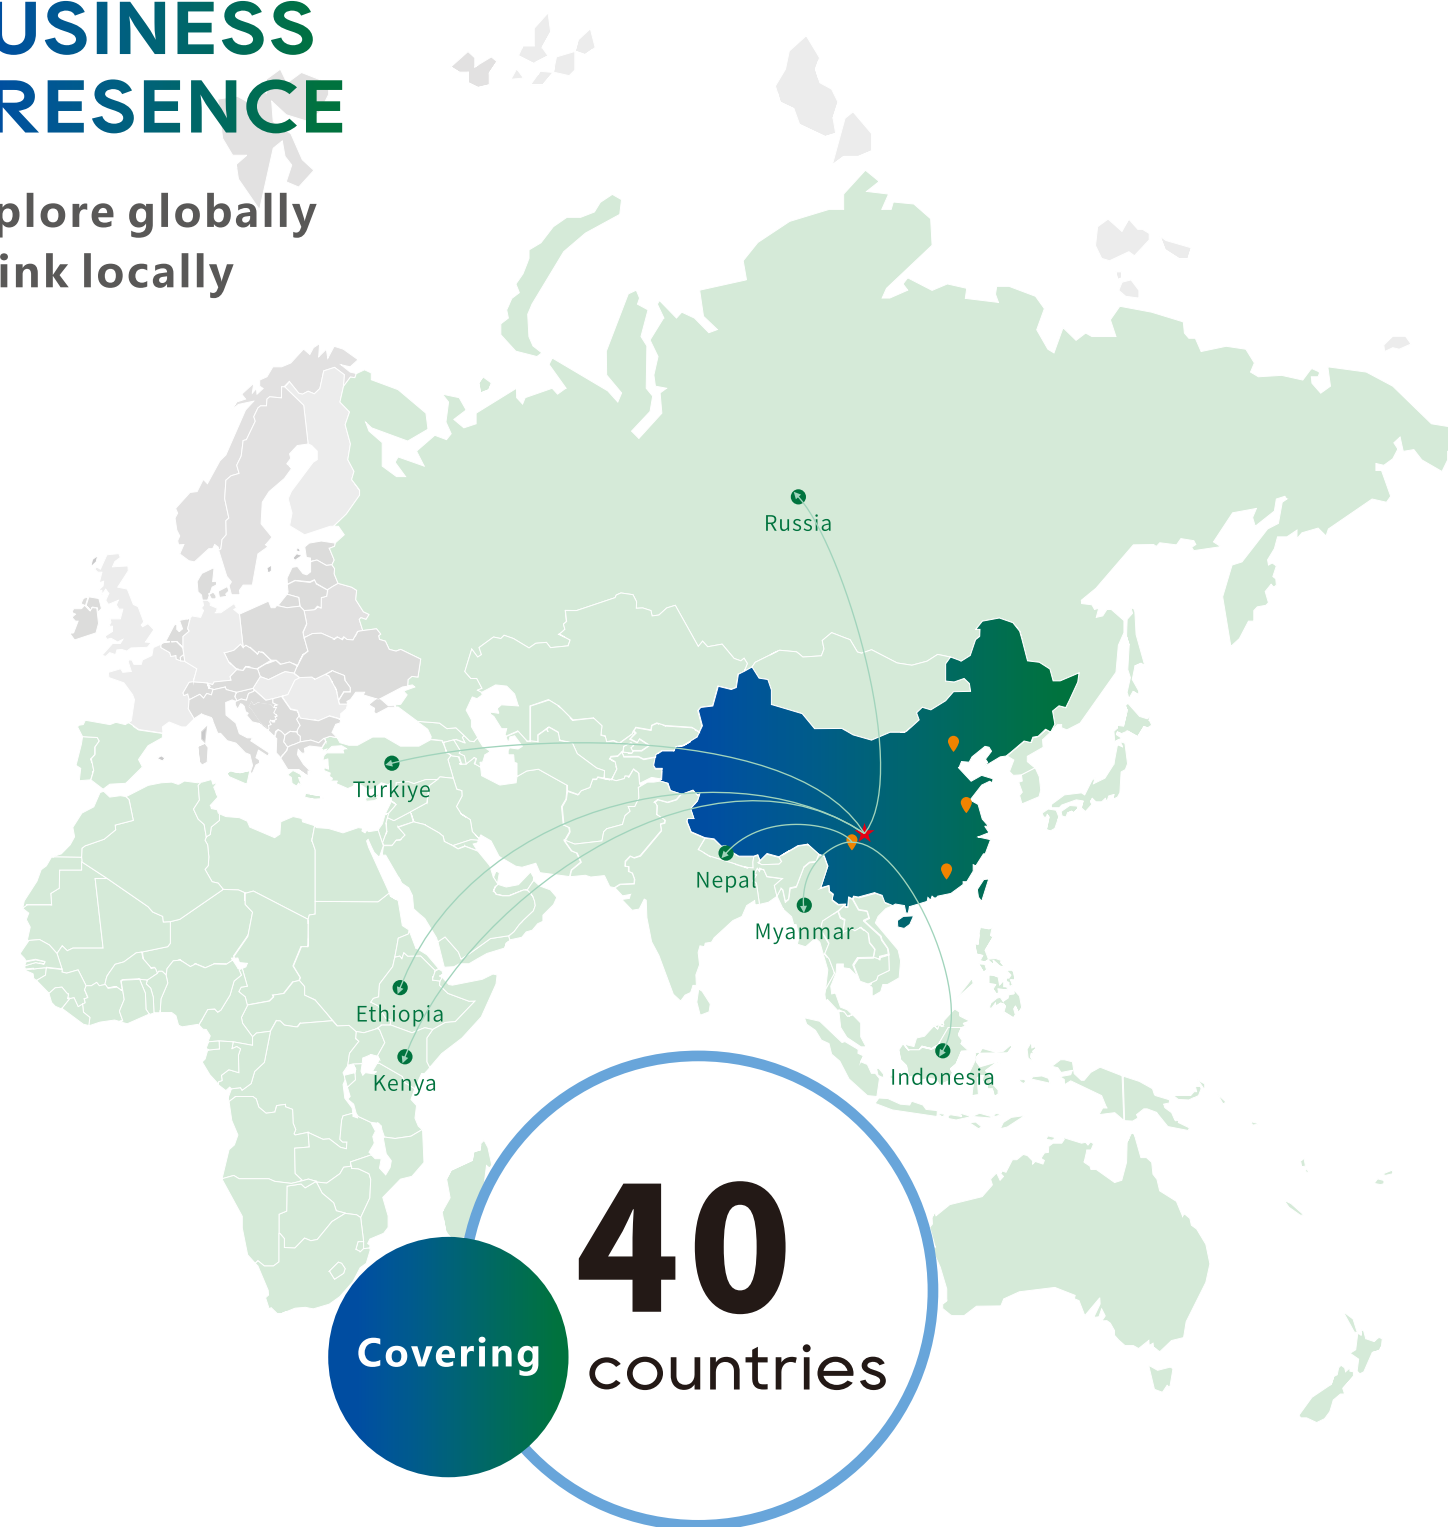 USINESS
RESENCE
plore globally
ink locally
Russia
Türkiye
Nepal
Myanmar
Ethiopia
Kenya
Indonesia
40
countries
Covering